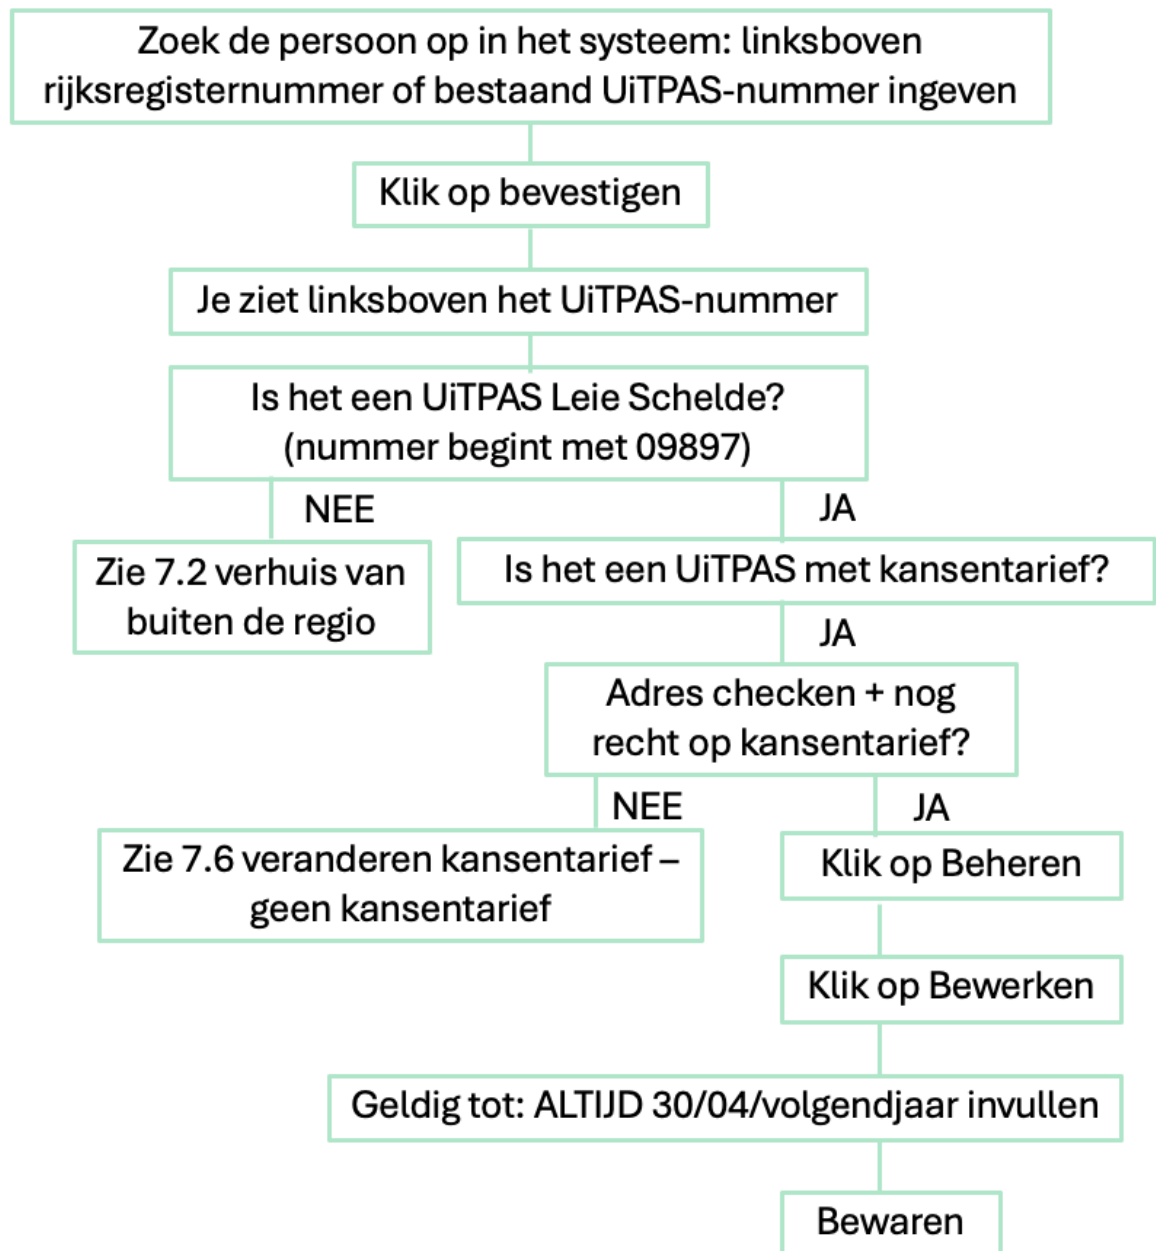 Zoek de persoon op in het systeem: linksboven
rijksregisternummer of bestaand UiTPAS-nummer ingeven
Klik op bevestigen
Je ziet linksboven het UiTPAS-nummer
Is het een UiTPAS Leie Schelde?
(nummer begint met 09897)
NEE
JA
Zie 7.2 verhuis van
buiten de regio
Is het een UiTPAS met kansentarief?
JA
Adres checken + nog
recht op kansentarief?
NEE
JA
Zie 7.6 veranderen kansentarief –
geen kansentarief
Klik op Beheren
Klik op Bewerken
Geldig tot: ALTIJD 30/04/volgendjaar invullen
Bewaren